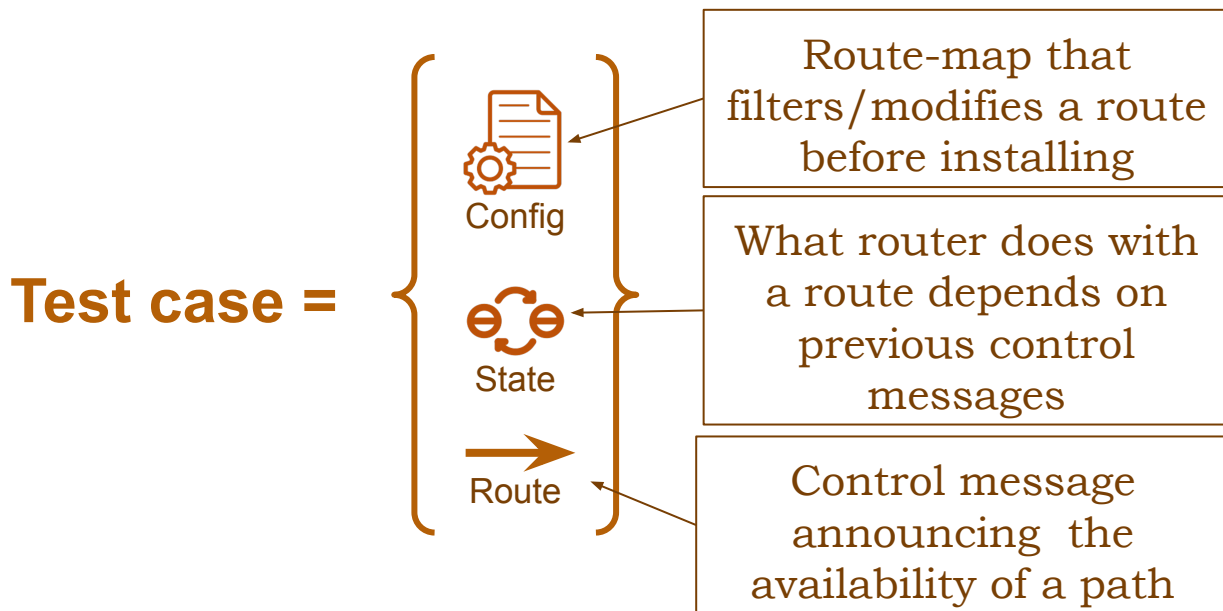 Test case =
Config
State
Route
Route-map that
filters/modifies a route
before installing
What router does with
a route depends on
previous control
messages
Control message
announcing the
availability of a path